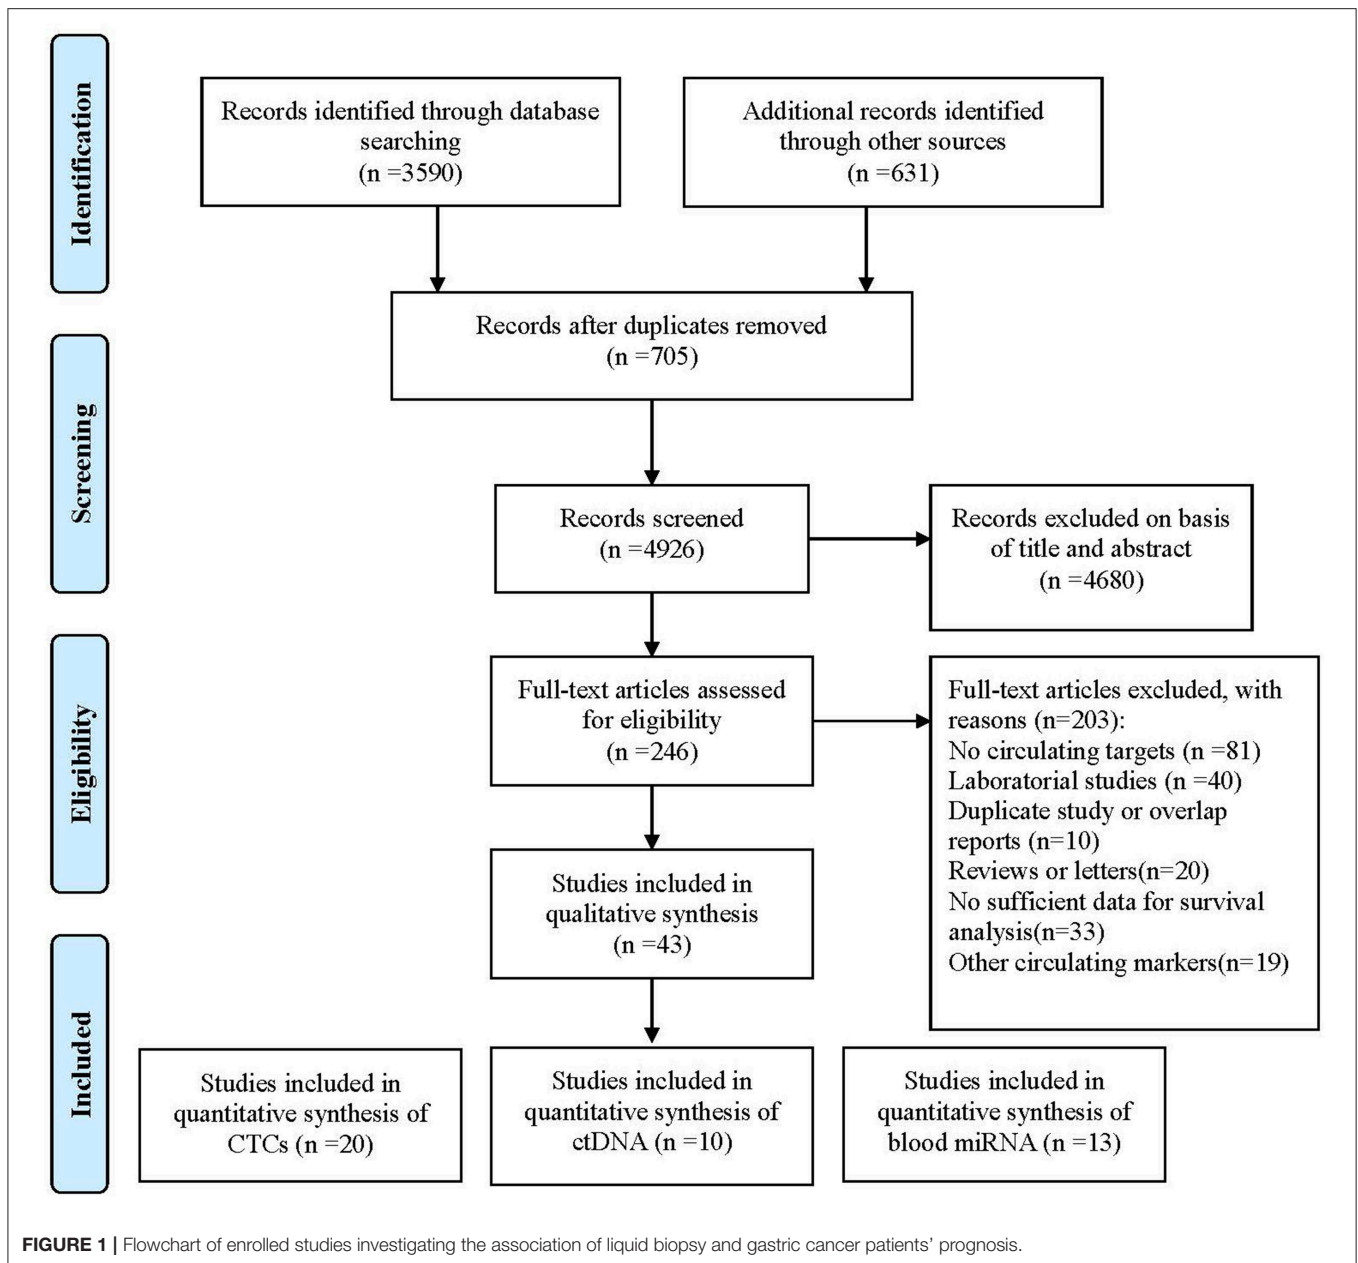 Identification
Records identified through database
searching
(n =3590)
Additional records identified
through other sources
(n =631)
Records after duplicates removed
(n =705)
Screening
Records screened
(n =4926)
Records excluded on basis
of title and abstract
(n =4680)
Eligibility
Full-text articles assessed
for eligibility
(n =246)
Full-text articles excluded, with
reasons (n=203):
No circulating targets (n =81)
Laboratorial studies (n =40)
Duplicate study or overlap
reports (n=10)
Reviews or letters(n=20)
No sufficient data for survival
analysis(n=33)
Other circulating markers(n=19)
Studies included in
qualitative synthesis
(n =43)
Included
Studies included in
quantitative synthesis of
CTCs (n =20)
Studies included in
quantitative synthesis of
ctDNA (n =10)
Studies included in
quantitative synthesis of
blood miRNA (n =13)
FIGURE 1 | Flowchart of enrolled studies investigating the association of liquid biopsy and gastric cancer patients’ prognosis.